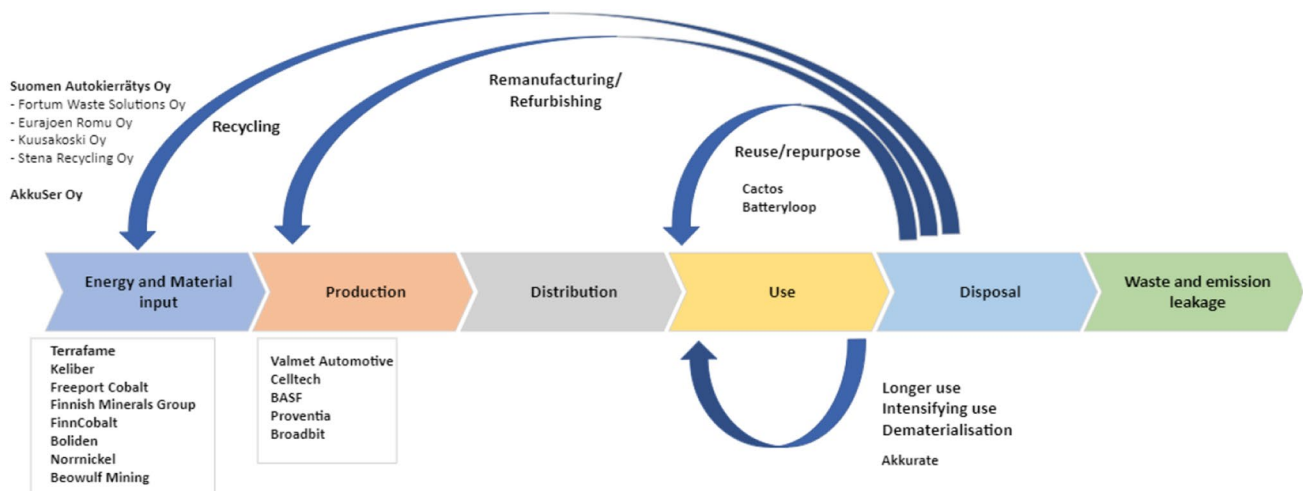 Suomen Autokierrätys Oy
- Fortum Waste Solutions Oy
- Eurajoen Romu Oy
- Kuusakoski Oy
- Stena Recycling Oy
AkkuSer Oy
Recycling
Remanufacturing/
Refurbishing
Reuse/repurpose
Cactos
Batteryloop
Energy and Material
input
Production
Distribution
Use
Disposal
Waste and emission
leakage
Terrafame
Keliber
Freeport Cobalt
Finnish Minerals Group
FinnCobalt
Boliden
Norrnickel
Beowulf Mining
Valmet Automotive
Celltech
BASF
Proventia
Broadbit
Longer use
Intensifying use
Dematerialisation
Akkurate